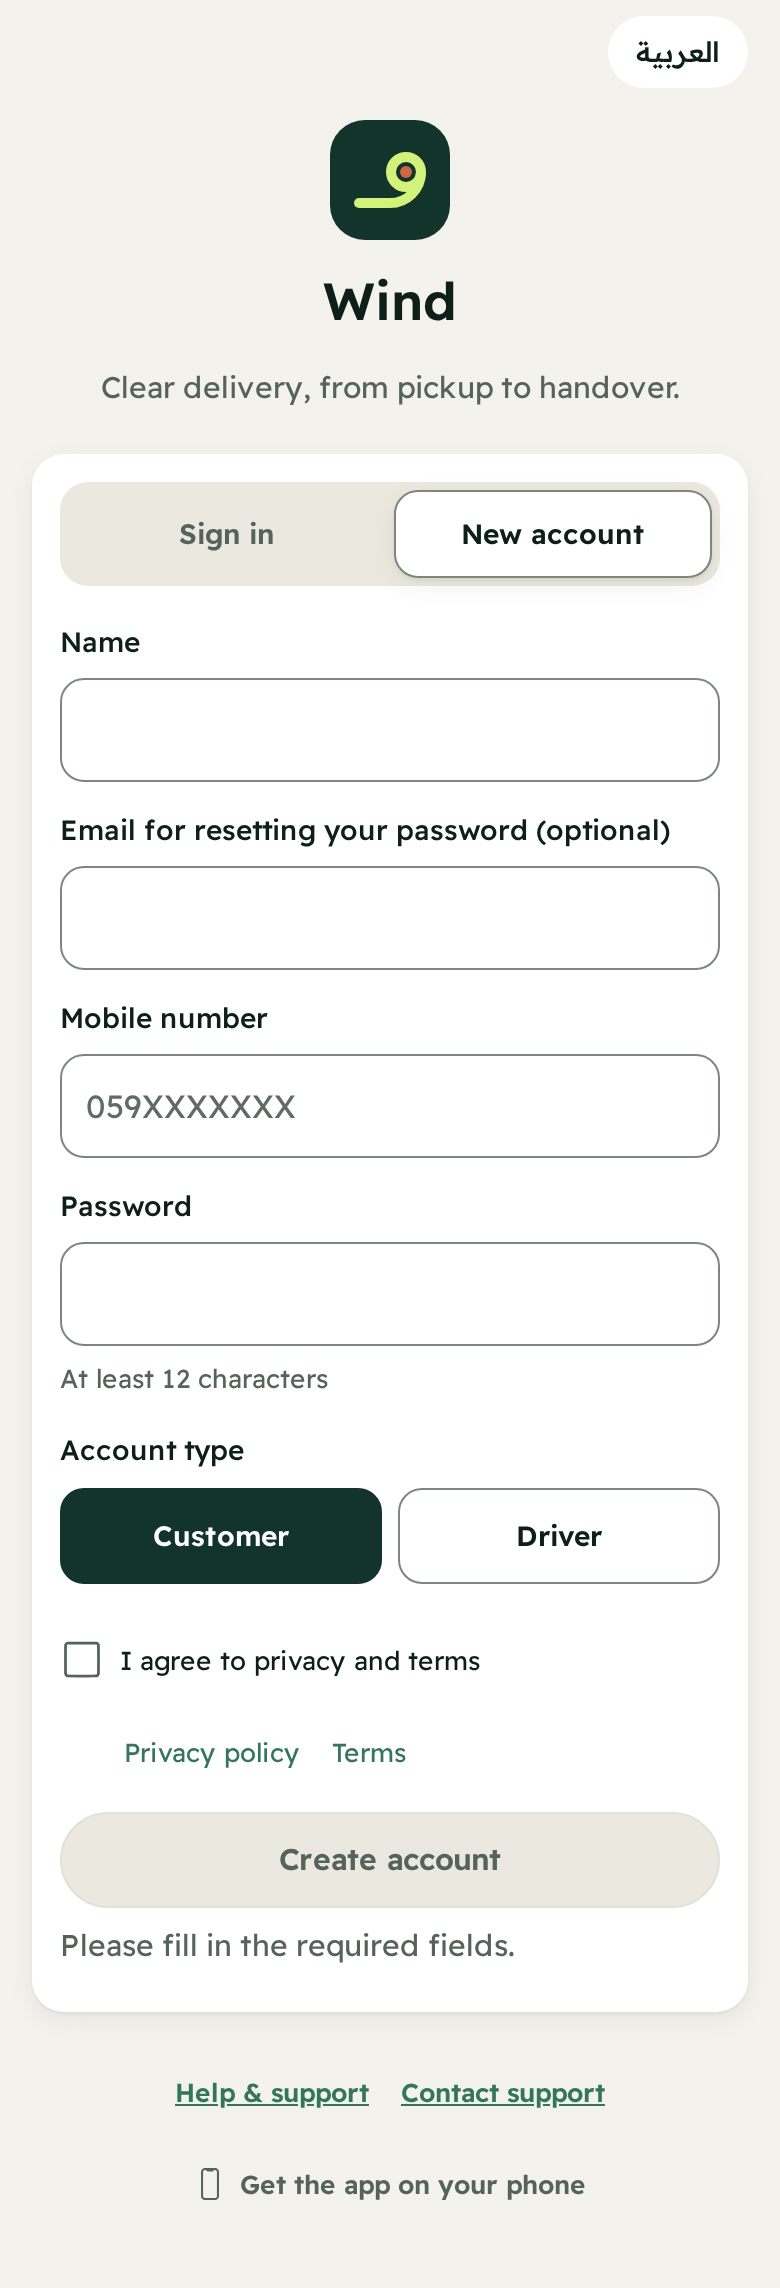 العربية
Wind
Clear delivery, from pickup to handover.
Sign in
New account
Name
Email for resetting your password (optional)
Mobile number
059XXXXXXX
Password
At least 12 characters
Account type
Customer
Driver
I agree to privacy and terms
Privacy policy
Terms
Create account
Please fill in the required fields.
Help & support
Contact support
Get the app on your phone